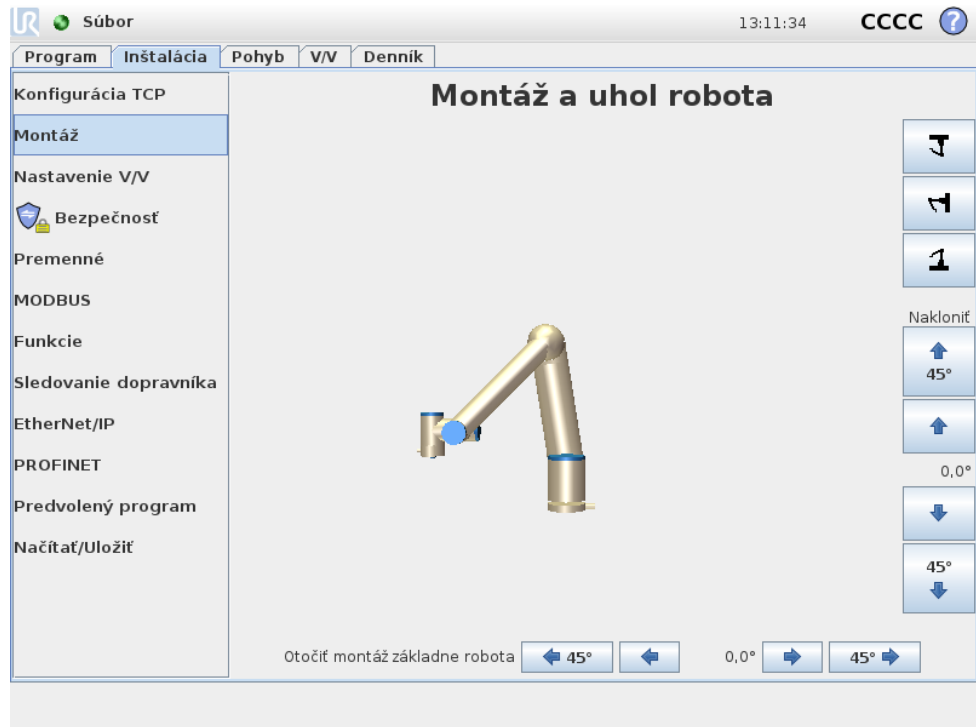 UR Súbor 13:11:34 CCCC ?
Program Inštalácia Pohyb V/V Denník
Konfigurácia TCP
Montáž
Nastavenie V/V
Bezpečnosť
Premenné
MODBUS
Funkcie
Sledovanie dopravníka
EtherNet/IP
PROFINET
Predvolený program
Načítať/Uložiť
Montáž a uhol robota
Nakloniť
45°
0,0°
45°
Otočiť montáž základne robota 45° 0,0° 45°